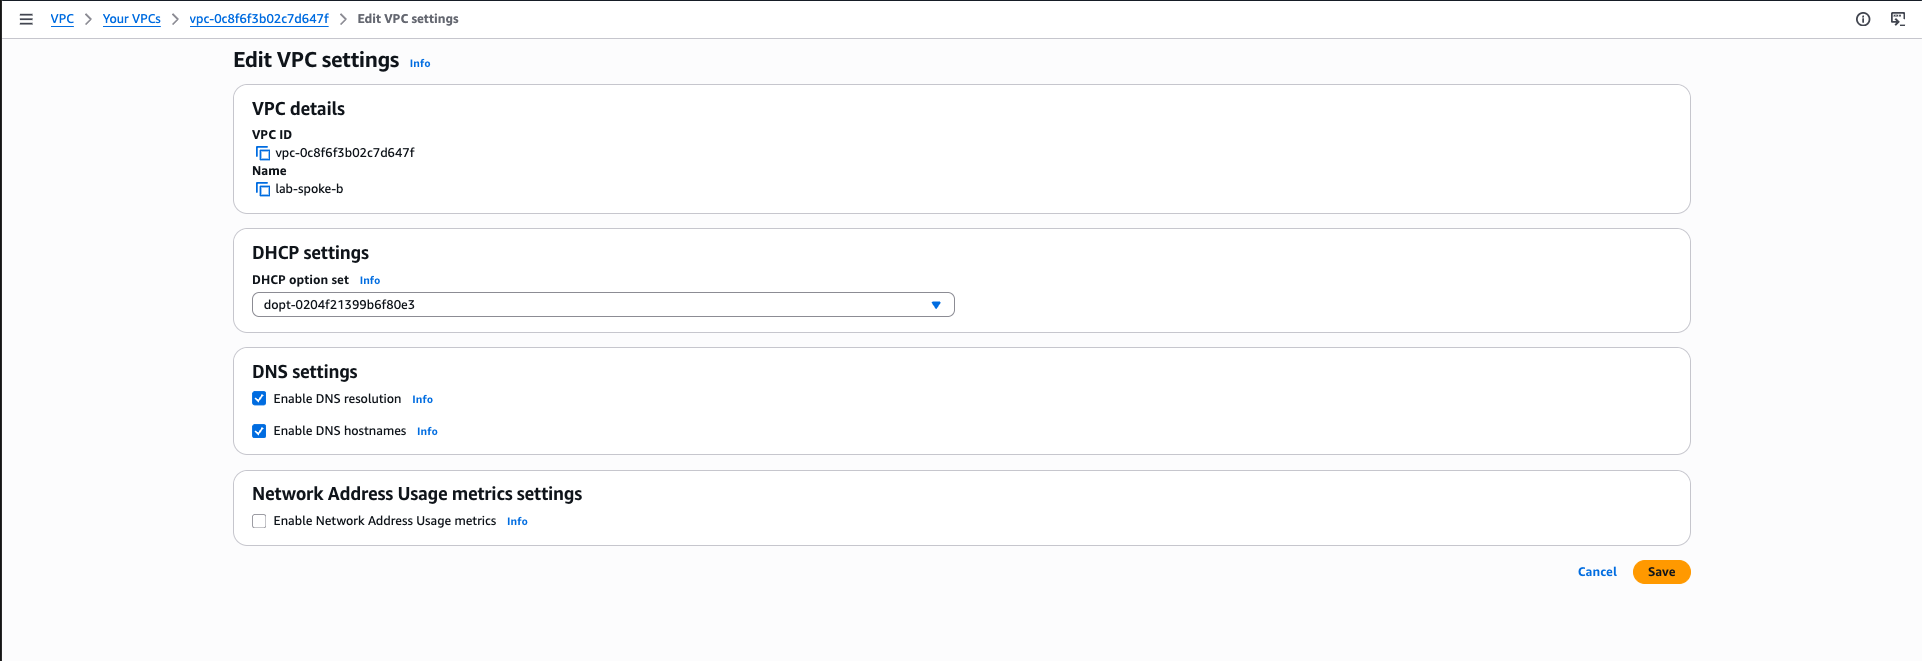 VPC > Your VPCs > vpc-0c8f6f3b02c7d647f > Edit VPC settings
Edit VPC settings Info
VPC details
VPC ID
vpc-0c8f6f3b02c7d647f
Name
lab-spoke-b
DHCP settings
DHCP option set Info
dopt-0204f21399b6f80e3
DNS settings
Enable DNS resolution Info
Enable DNS hostnames Info
Network Address Usage metrics settings
Enable Network Address Usage metrics Info
Cancel Save